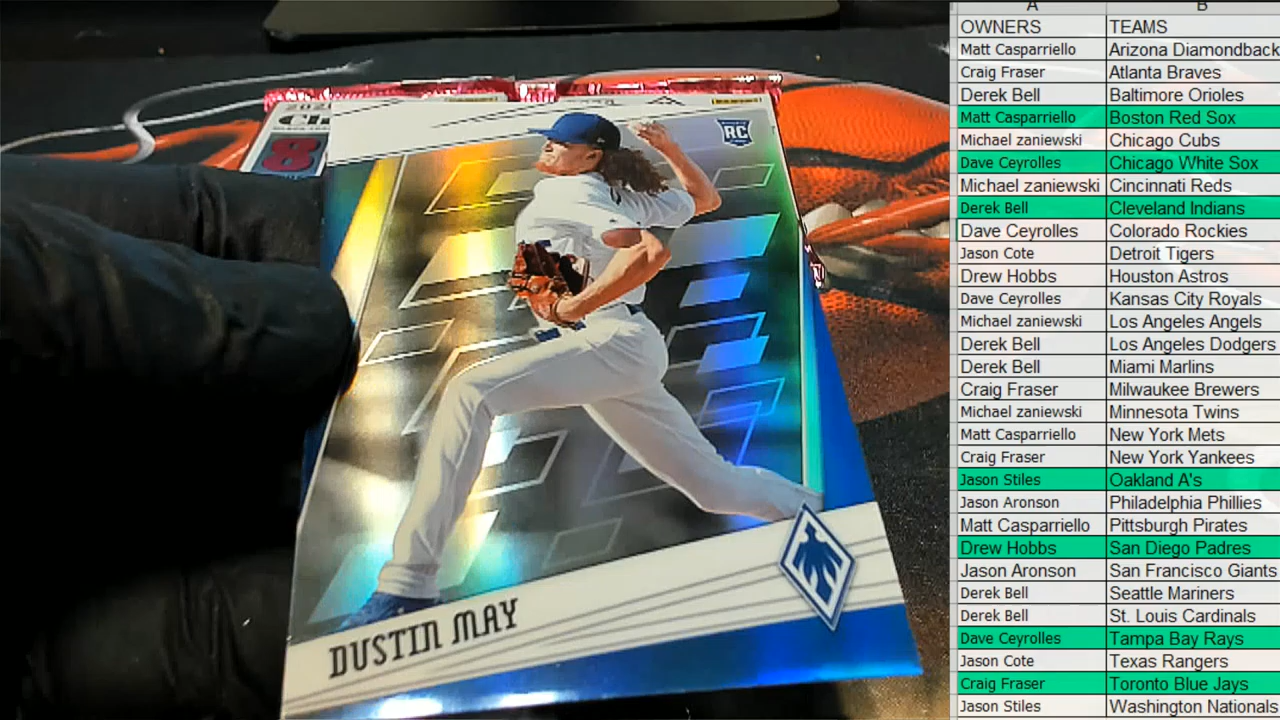 RC
DUSTIN MAY
A B
OWNERS TEAMS
Matt Casparriello Arizona Diamondback
Craig Fraser Atlanta Braves
Derek Bell Baltimore Orioles
Matt Casparriello Boston Red Sox
Michael zaniewski Chicago Cubs
Dave Ceyrolles Chicago White Sox
Michael zaniewski Cincinnati Reds
Derek Bell Cleveland Indians
Dave Ceyrolles Colorado Rockies
Jason Cote Detroit Tigers
Drew Hobbs Houston Astros
Dave Ceyrolles Kansas City Royals
Michael zaniewski Los Angeles Angels
Derek Bell Los Angeles Dodgers
Derek Bell Miami Marlins
Craig Fraser Milwaukee Brewers
Michael zaniewski Minnesota Twins
Matt Casparriello New York Mets
Craig Fraser New York Yankees
Jason Stiles Oakland A's
Jason Aronson Philadelphia Phillies
Matt Casparriello Pittsburgh Pirates
Drew Hobbs San Diego Padres
Jason Aronson San Francisco Giants
Derek Bell Seattle Mariners
Derek Bell St. Louis Cardinals
Dave Ceyrolles Tampa Bay Rays
Jason Cote Texas Rangers
Craig Fraser Toronto Blue Jays
Jason Stiles Washington Nationals